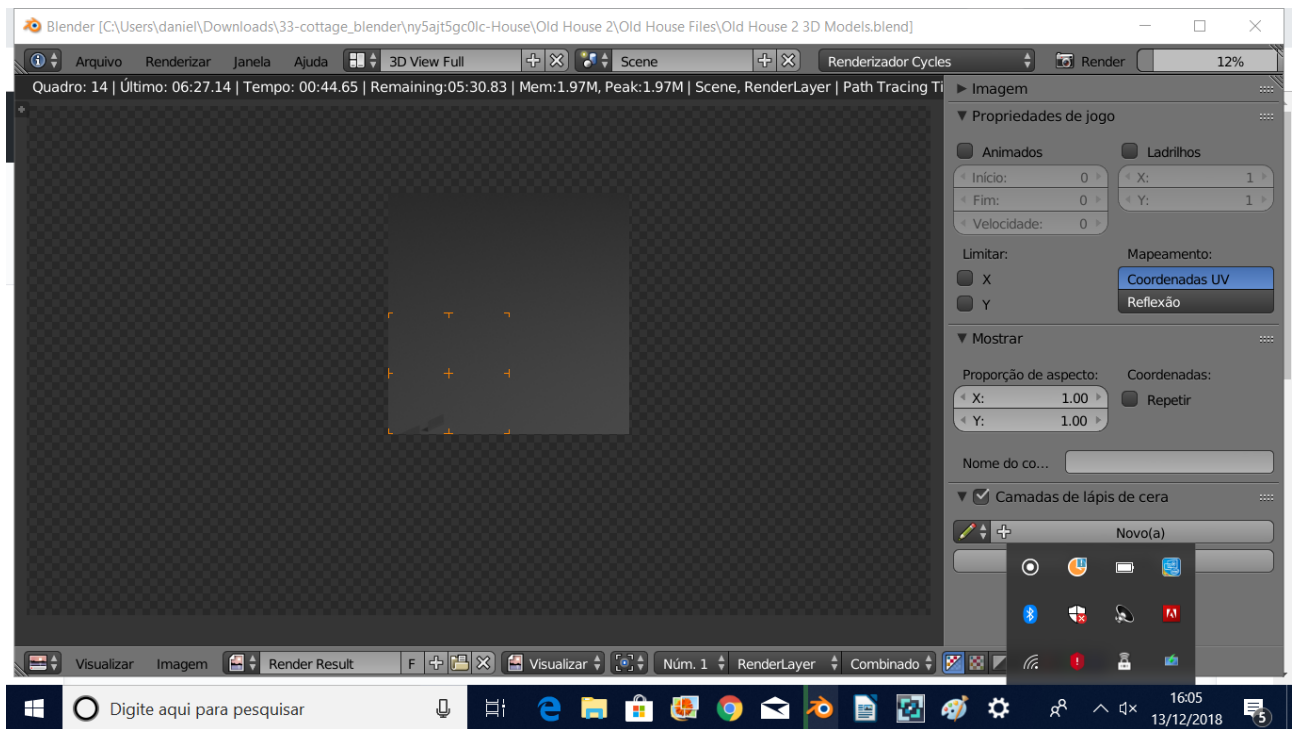 Blender [C:\Users\daniel\Downloads\33-cottage_blender\ny5ajt5gc0lc-House\Old House 2\Old House Files\Old House 2 3D Models.blend]
Arquivo Renderizar Janela Ajuda 3D View Full Scene Renderizador Cycles Render 12%
Quadro: 14 | Último: 06:27.14 | Tempo: 00:44.65 | Remaining:05:30.83 | Mem:1.97M, Peak:1.97M | Scene, RenderLayer | Path Tracing Ti
Imagem
Propriedades de jogo
Animados Ladrilhos
Início: 0 X: 1
Fim: 0 Y: 1
Velocidade: 0
Limitar: Mapeamento:
X Coordenadas UV
Y Reflexão
Mostrar
Proporção de aspecto: Coordenadas:
X: 1.00 Repetir
Y: 1.00
Nome do co...
Camadas de lápis de cera
Novo(a)
Visualizar Imagem Render Result F Visualizar Núm. 1 RenderLayer Combinado
Digite aqui para pesquisar
16:05
13/12/2018
5